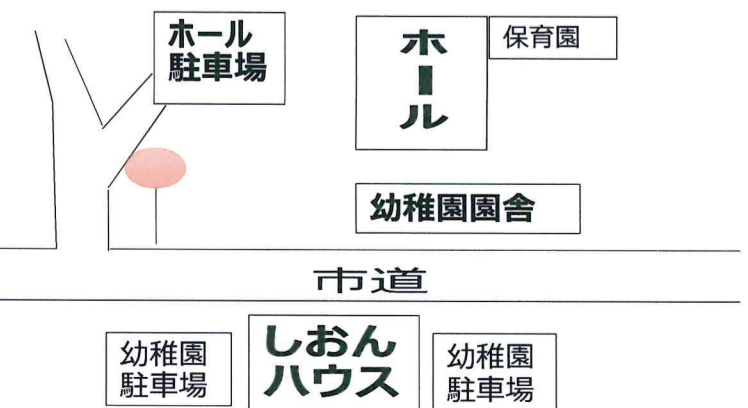 ホール
駐車場
ホール
保育園
幼稚園園舎
市道
幼稚園
駐車場
しおん
ハウス
幼稚園
駐車場